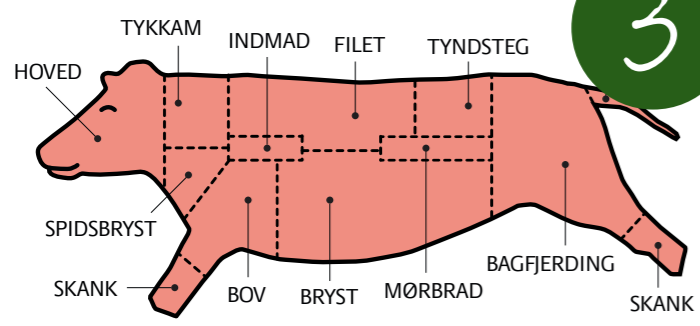 3
TYKKAM
INDMAD
FILET
TYNDSTEG
HOVED
SPIDSBRYST
SKANK
BOV
BRYST
MØRBRAD
BAGFJERDING
SKANK